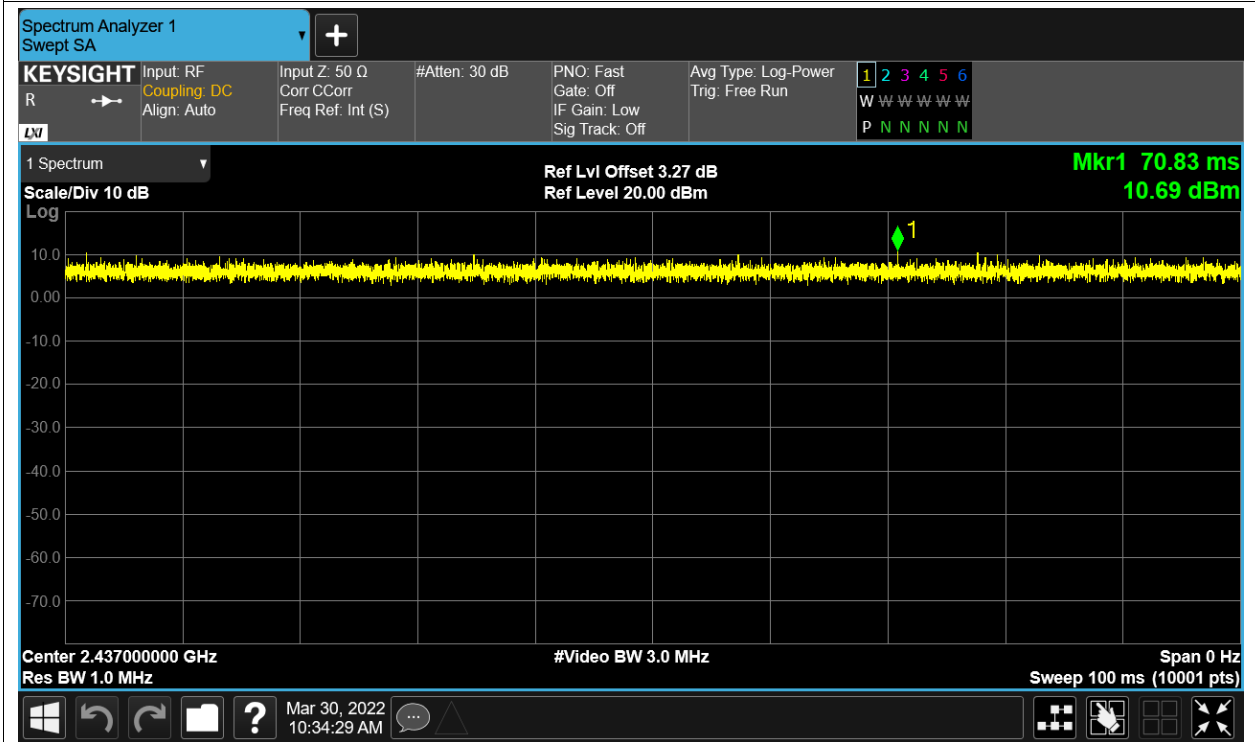 Spectrum Analyzer 1
Swept SA
+
KEYSIGHT
R
LXI
Input: RF
Coupling: DC
Align: Auto
Input Z: 50 Ω
Corr CCorr
Freq Ref: Int (S)
#Atten: 30 dB
PNO: Fast
Gate: Off
IF Gain: Low
Sig Track: Off
Avg Type: Log-Power
Trig: Free Run
1 2 3 4 5 6
W W W W W W
P N N N N N
1 Spectrum
Scale/Div 10 dB
Ref Lvl Offset 3.27 dB
Ref Level 20.00 dBm
Mkr1 70.83 ms
10.69 dBm
Log
1
10.0
0.00
-10.0
-20.0
-30.0
-40.0
-50.0
-60.0
-70.0
Center 2.437000000 GHz
Res BW 1.0 MHz
#Video BW 3.0 MHz
Span 0 Hz
Sweep 100 ms (10001 pts)
?
Mar 30, 2022
10:34:29 AM